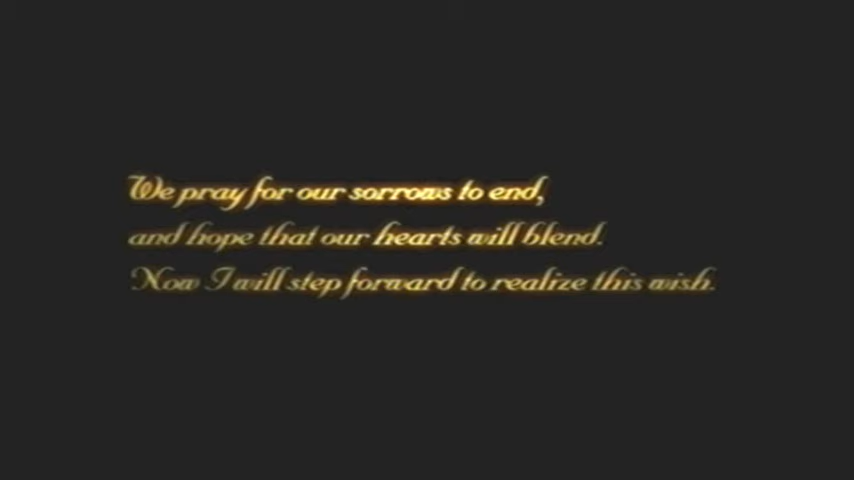 We pray for our sorrows to end,
and hope that our hearts will blend.
Now I will step forward to realize this wish.